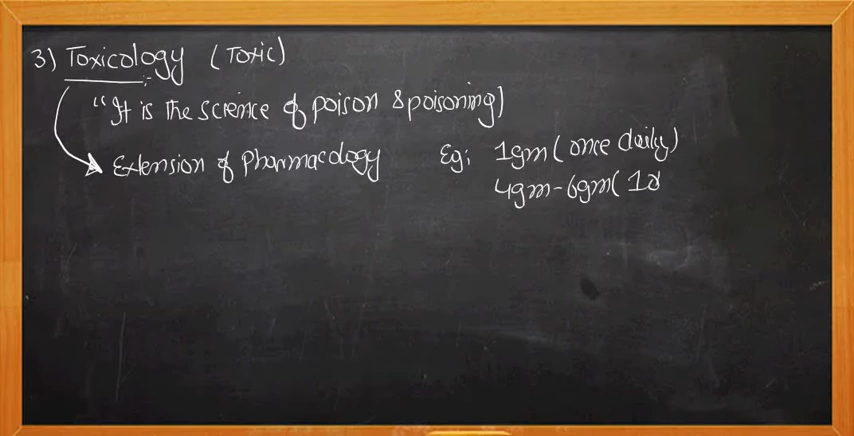 3) Toxicology (Toxic)
"It is the science of poison & poisoning)
Extension of pharmacology Eg: 1gm (once daily)
4gm-6gm(